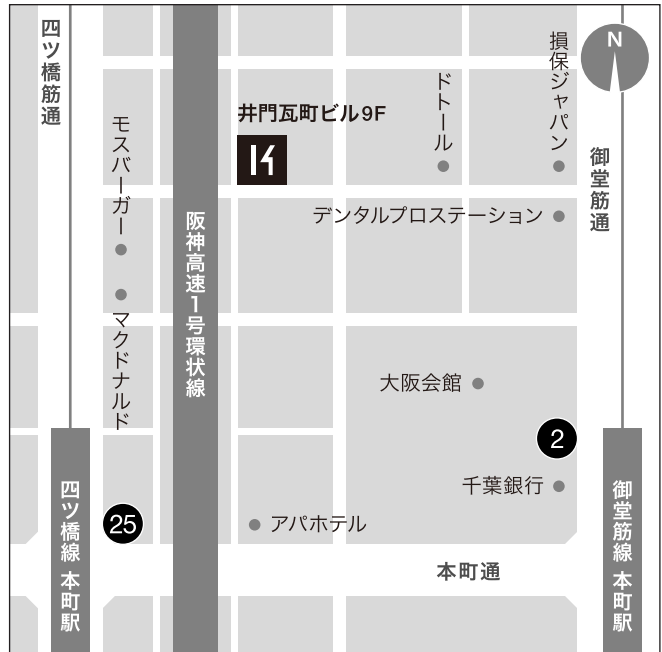 四ツ橋筋通
モスバーガー
マクドナルド
阪神高速1号環状線
井門瓦町ビル9F
ドトール
損保ジャパン
N
御堂筋通
デンタルプロステーション
大阪会館
2
千葉銀行
25
アパホテル
本町通
四ツ橋線 本町駅
御堂筋線 本町駅